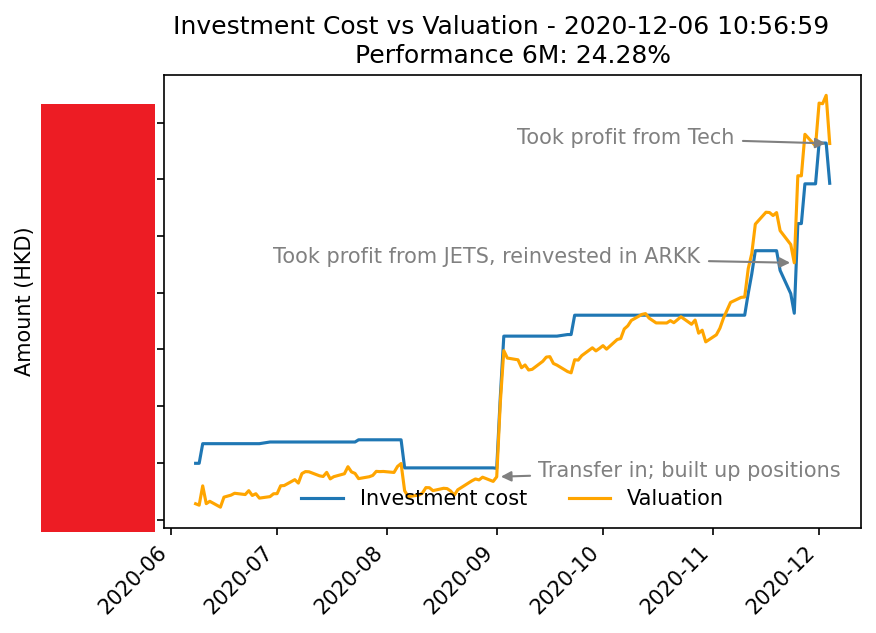 Investment Cost vs Valuation - 2020-12-06 10:56:59
Performance 6M: 24.28%
Amount (HKD)
Took profit from Tech
Took profit from JETS, reinvested in ARKK
Transfer in; built up positions
Investment cost
Valuation
2020-06
2020-07
2020-08
2020-09
2020-10
2020-11
2020-12